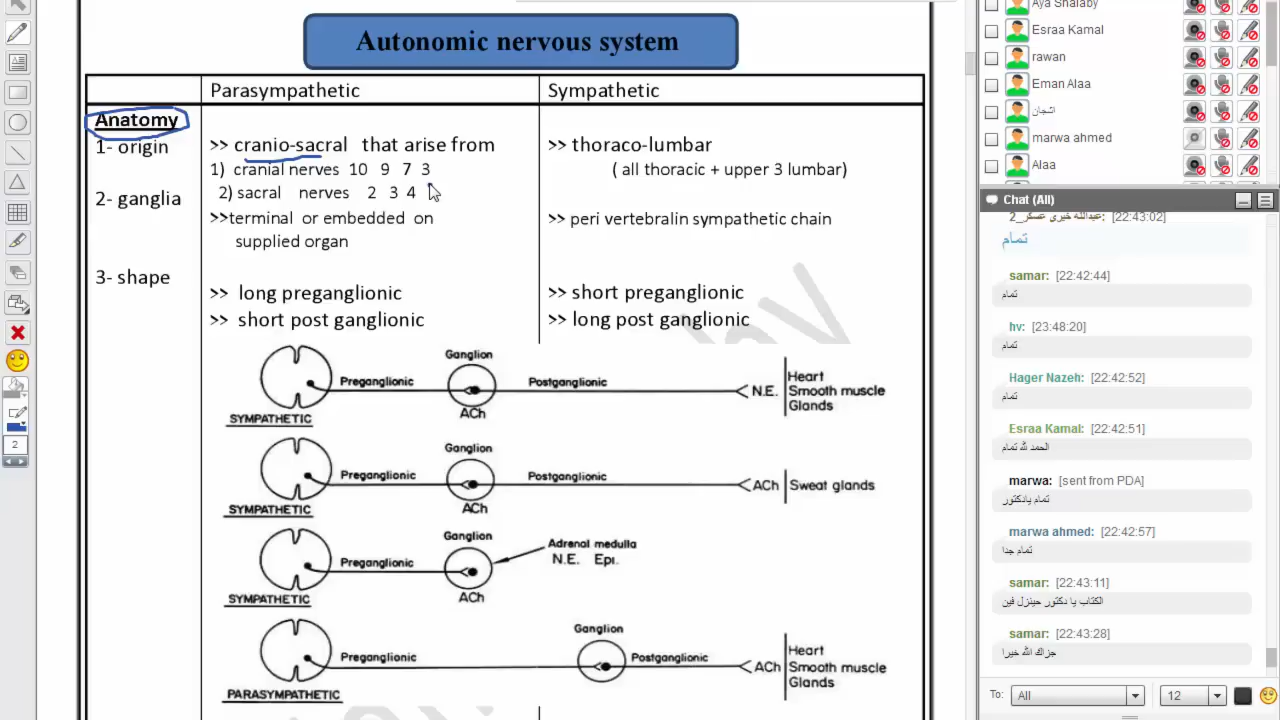 Autonomic nervous system
Parasympathetic
Sympathetic
Anatomy
1- origin
>> cranio-sacral that arise from
>> thoraco-lumbar
1) cranial nerves 10 9 7 3
( all thoracic + upper 3 lumbar)
2) sacral nerves 2 3 4
2- ganglia
>>terminal or embedded on
>> peri vertebralin sympathetic chain
supplied organ
3- shape
>> long preganglionic
>> short preganglionic
>> short post ganglionic
>> long post ganglionic
Preganglionic
Ganglion
ACh
Postganglionic
N.E.
Heart
Smooth muscle
Glands
SYMPATHETIC
Preganglionic
Ganglion
ACh
Postganglionic
ACh
Sweat glands
SYMPATHETIC
Preganglionic
Ganglion
ACh
Adrenal medulla
N.E. Epi.
SYMPATHETIC
Preganglionic
Ganglion
Postganglionic
ACh
Heart
Smooth muscle
Glands
PARASYMPATHETIC
2
Aya Shalaby
Esraa Kamal
rawan
Eman Alaa
marwa ahmed
Alaa
Chat (All)
2_عبدالله خيري عسكر: [22:43:02]
تمام
samar: [22:42:44]
تمام
hv: [23:48:20]
تمام
Hager Nazeh: [22:42:52]
تمام
Esraa Kamal: [22:42:51]
الحمد لله تمام
marwa: [sent from PDA]
تمام يادكتور
marwa ahmed: [22:42:57]
تمام جدا
samar: [22:43:11]
الكتاب يا دكتور حينزل فين
samar: [22:43:28]
جزاك الله خيرا
To: All 12